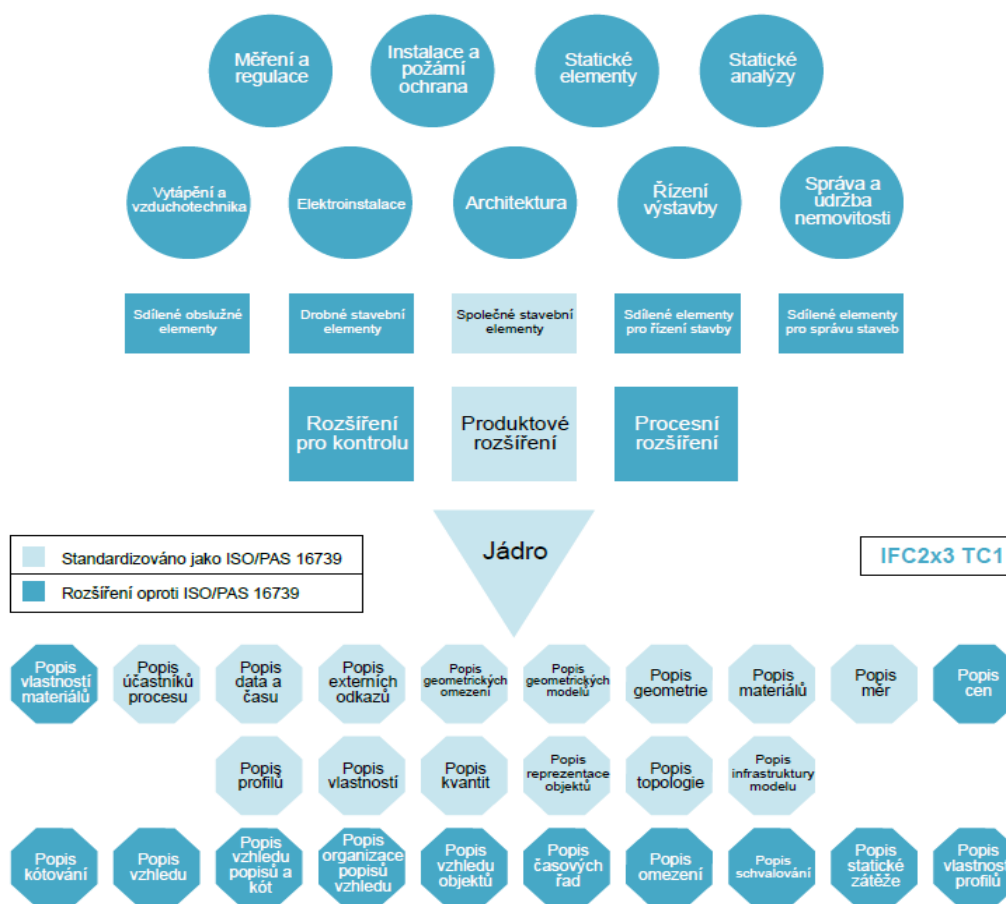 Měření a
regulace
Instalace a
požární
ochrana
Statické
elementy
Statické
analýzy
Vytápění a
vzduchotechnika
Elektroinstalace
Architektura
Řízení
výstavby
Správa a
údržba
nemovitosti
Sdílené obslužné
elementy
Drobné stavební
elementy
Společné stavební
elementy
Sdílené elementy
pro řízení stavby
Sdílené elementy
pro správu staveb
Rozšíření
pro kontrolu
Produktové
rozšíření
Procesní
rozšíření
Jádro
Standardizováno jako ISO/PAS 16739
Rozšíření oproti ISO/PAS 16739
IFC2x3 TC1
Popis
vlastností
materiálů
Popis
účastníků
procesu
Popis
data a
času
Popis
externích
odkazů
Popis
geometrických
omezení
Popis
geometrických
modelů
Popis
geometrie
Popis
materiálů
Popis
měr
Popis
cen
Popis
profilů
Popis
vlastností
Popis
kvantit
Popis
reprezentace
objektů
Popis
topologie
Popis
infrastruktury
modelu
Popis
kótování
Popis
vzhledu
Popis
vzhledu
popisů a
kót
Popis
organizace
popisů
vzhledu
Popis
vzhledu
objektů
Popis
časových
řad
Popis
omezení
Popis
schvalování
Popis
statické
zátěže
Popis
vlastností
profilů